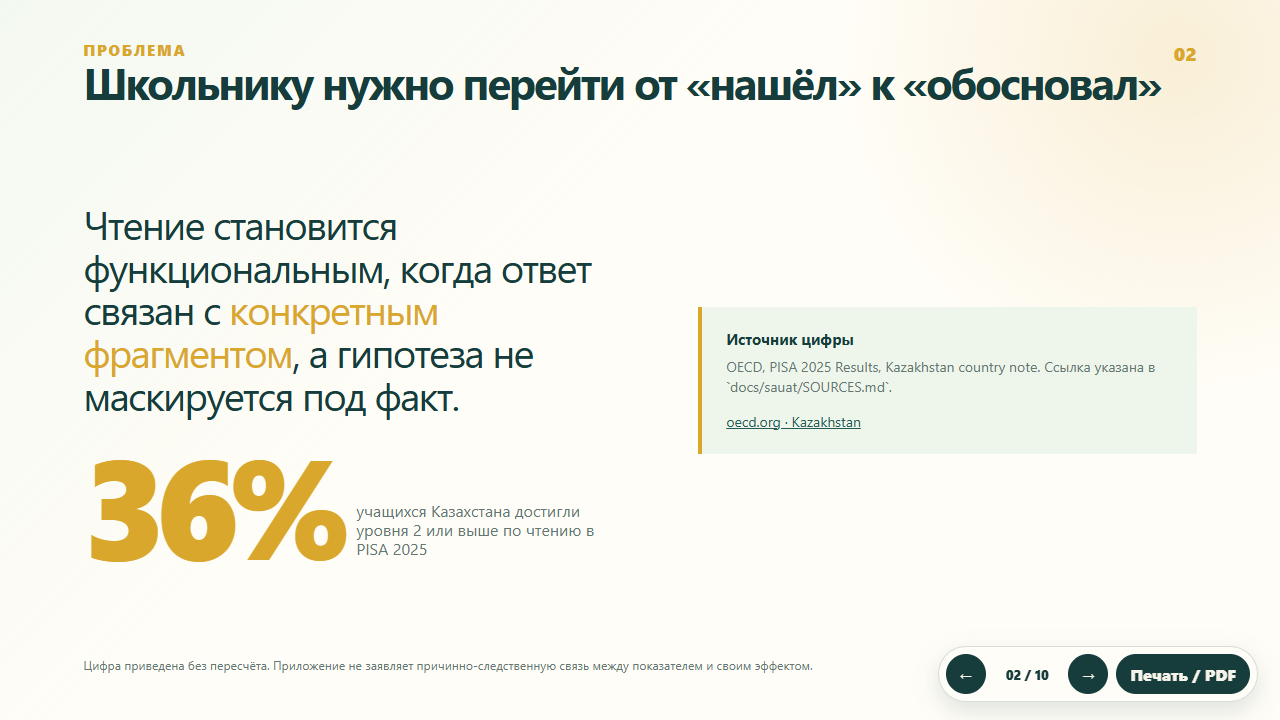 ПРОБЛЕМА
02
Школьнику нужно перейти от «нашёл» к «обосновал»
Чтение становится
функциональным, когда ответ
связан с конкретным
фрагментом, а гипотеза не
маскируется под факт.
36%
учащихся Казахстана достигли
уровня 2 или выше по чтению в
PISA 2025
Источник цифры
OECD, PISA 2025 Results, Kazakhstan country note. Ссылка указана в
`docs/sauat/SOURCES.md`.
oecd.org · Kazakhstan
Цифра приведена без пересчёта. Приложение не заявляет причинно-следственную связь между показателем и своим эффектом.
← 02 / 10 → Печать / PDF